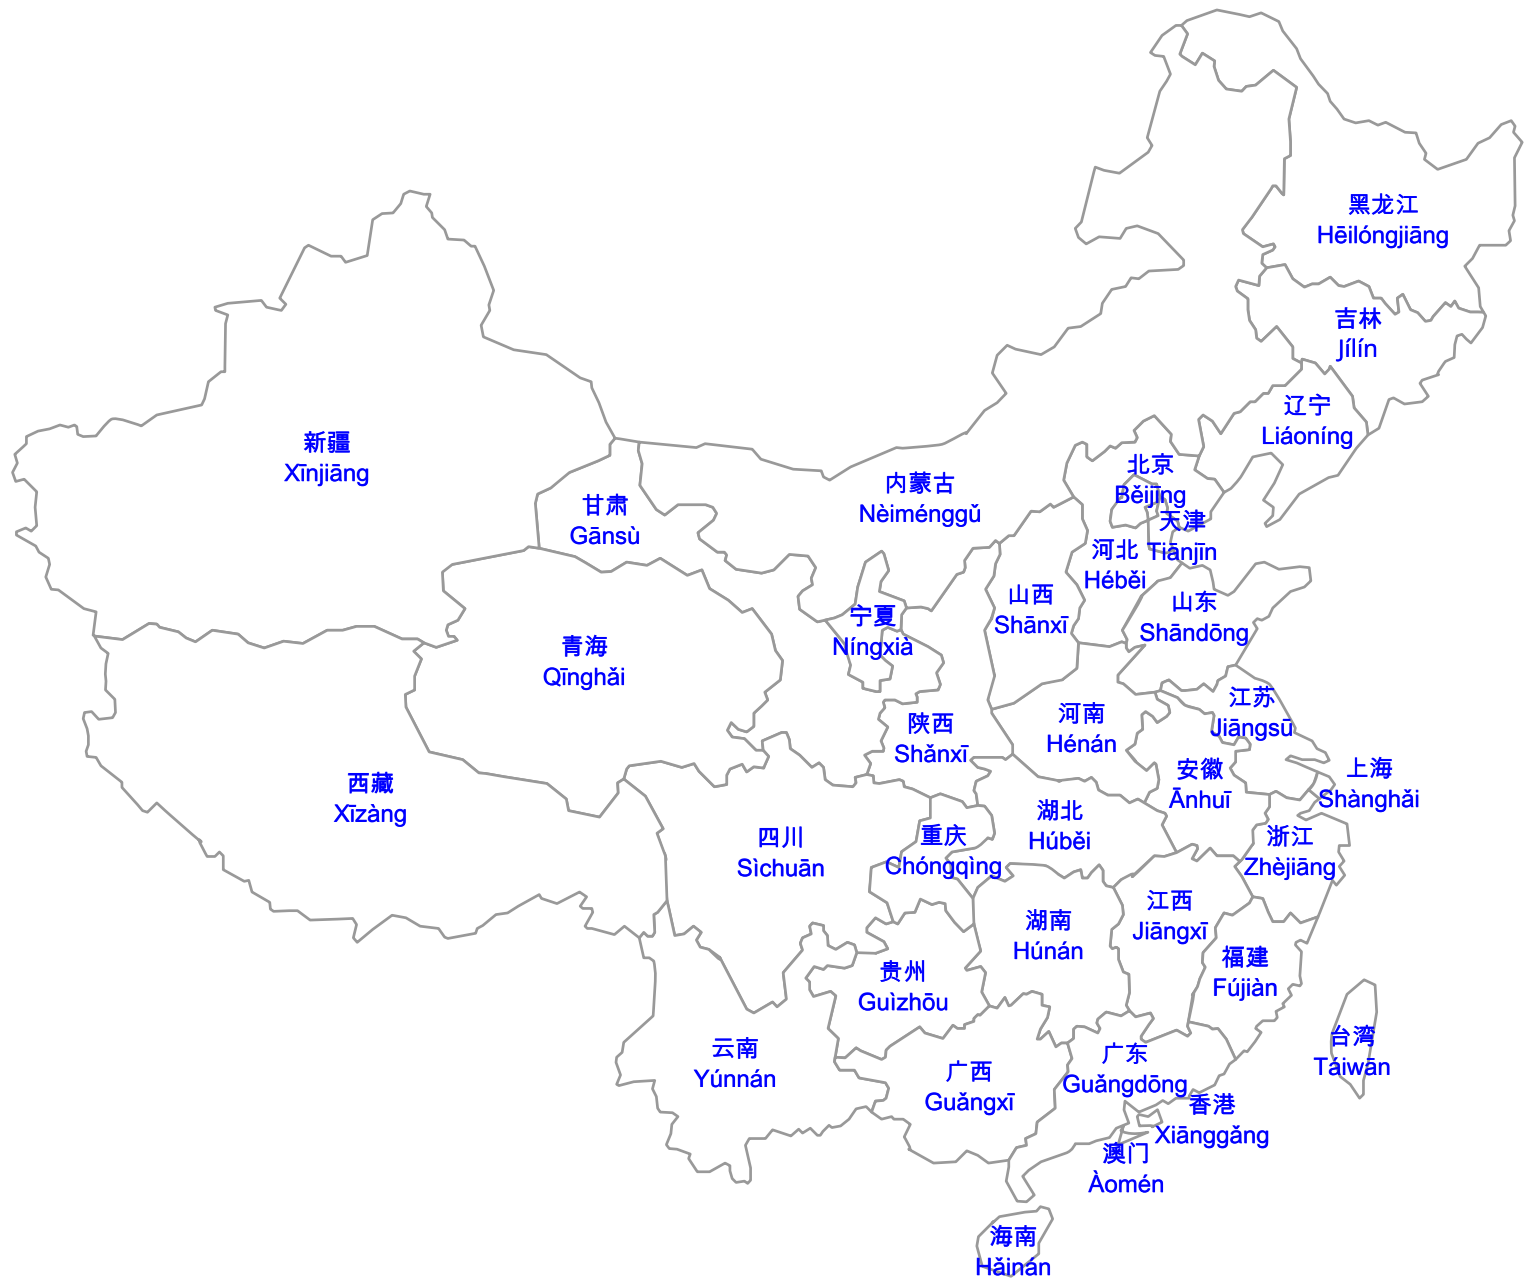 黑龙江
Hēilóngjiāng
吉林
Jílín
辽宁
Liáoníng
新疆
Xīnjiāng
甘肃
Gānsù
内蒙古
Nèiménggǔ
北京
Běijīng
天津
Tiānjīn
河北
Héběi
山西
Shānxī
山东
Shāndōng
宁夏
Níngxià
青海
Qīnghǎi
陕西
Shǎnxī
河南
Hénán
江苏
Jiāngsū
西藏
Xīzàng
安徽
Ānhuī
上海
Shànghǎi
四川
Sìchuān
重庆
Chóngqìng
湖北
Húběi
浙江
Zhèjiāng
湖南
Húnán
江西
Jiāngxī
贵州
Guìzhōu
福建
Fújiàn
云南
Yúnnán
广西
Guǎngxī
广东
Guǎngdōng
台湾
Táiwān
香港
Xiānggǎng
澳门
Àomén
海南
Hǎinán